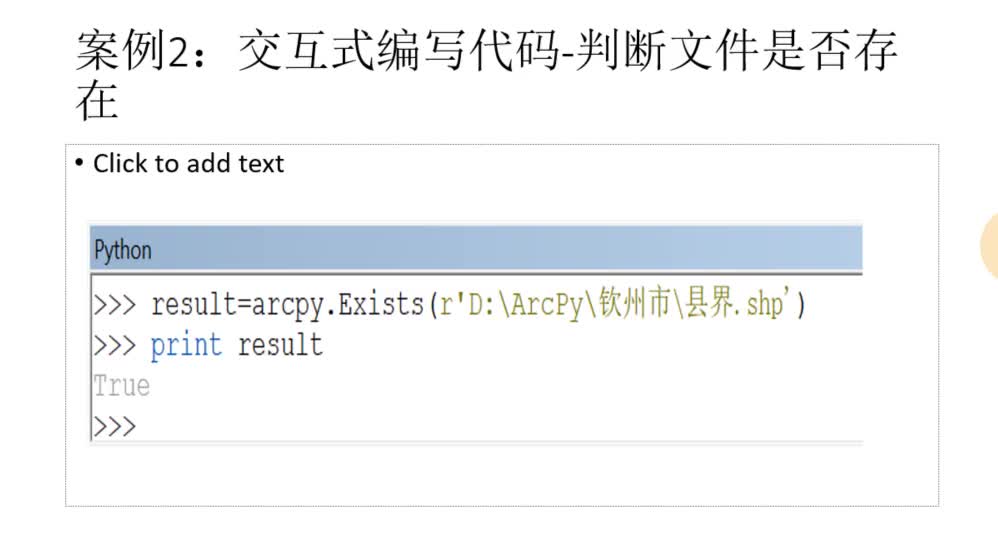 案例2：交互式编写代码-判断文件是否存
在
• Click to add text
Python
>>> result=arcpy.Exists(r'D:\ArcPy\钦州市\县界.shp')
>>> print result
True
>>>